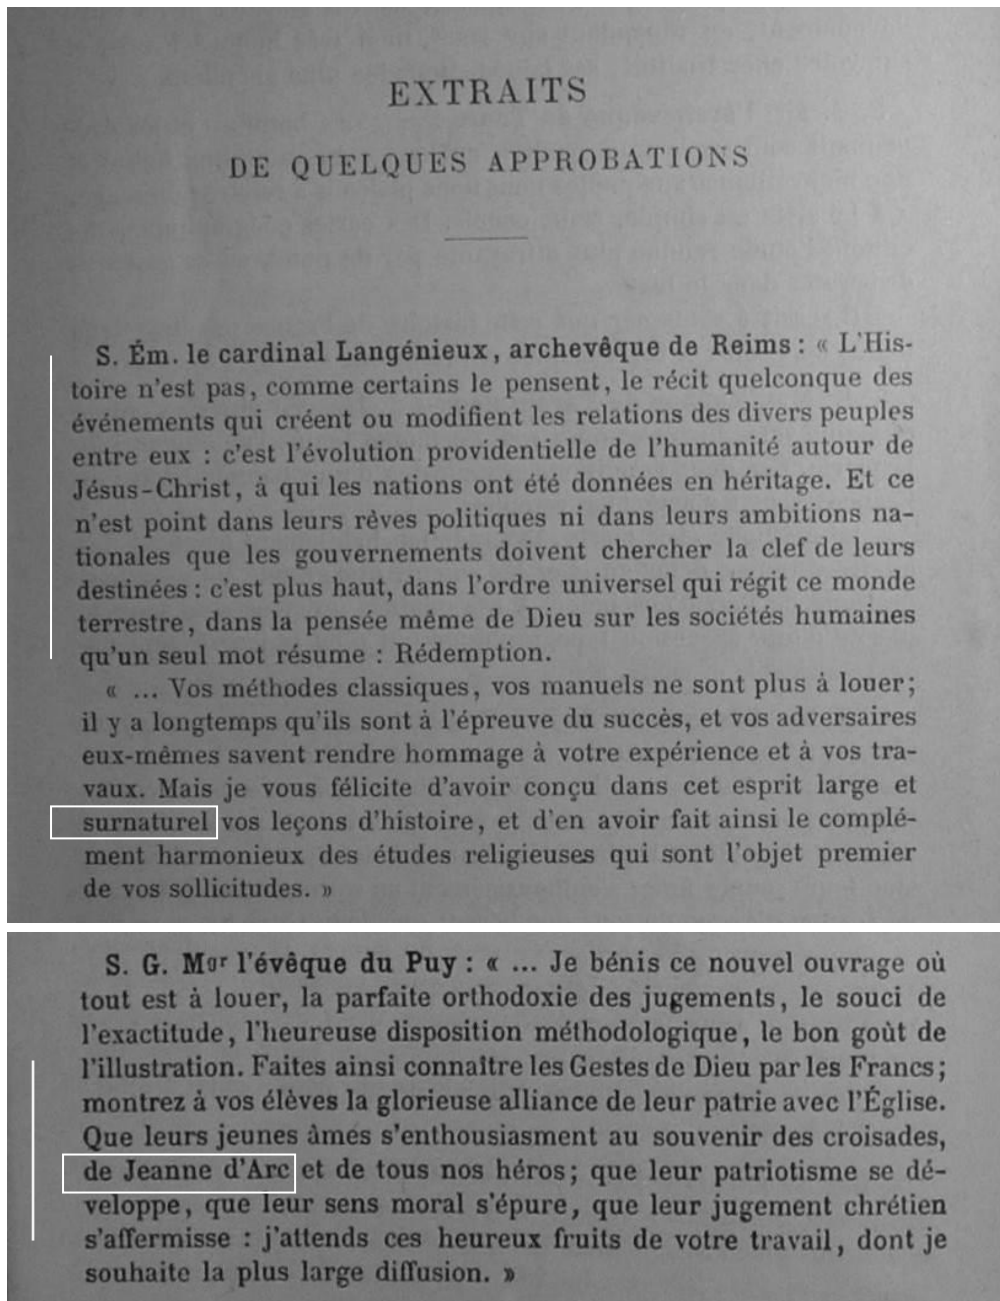 EXTRAITS
DE QUELQUES APPROBATIONS
S. Ém. le cardinal Langénieux, archevêque de Reims : « L'His-
toire n'est pas, comme certains le pensent, le récit quelconque des
événements qui créent ou modifient les relations des divers peuples
entre eux : c'est l'évolution providentielle de l'humanité autour de
Jésus-Christ, à qui les nations ont été données en héritage. Et ce
n'est point dans leurs rêves politiques ni dans leurs ambitions na-
tionales que les gouvernements doivent chercher la clef de leurs
destinées : c'est plus haut, dans l'ordre universel qui régit ce monde
terrestre, dans la pensée même de Dieu sur les sociétés humaines
qu'un seul mot résume : Rédemption.
« ... Vos méthodes classiques, vos manuels ne sont plus à louer;
il y a longtemps qu'ils sont à l'épreuve du succès, et vos adversaires
eux-mêmes savent rendre hommage à votre expérience et à vos tra-
vaux. Mais je vous félicite d'avoir conçu dans cet esprit large et
surnaturel vos leçons d'histoire, et d'en avoir fait ainsi le complé-
ment harmonieux des études religieuses qui sont l'objet premier
de vos sollicitudes. »
S. G. Mgr l'évêque du Puy : « ... Je bénis ce nouvel ouvrage où
tout est à louer, la parfaite orthodoxie des jugements, le souci de
l'exactitude, l'heureuse disposition méthodologique, le bon goût de
l'illustration. Faites ainsi connaître les Gestes de Dieu par les Francs;
montrez à vos élèves la glorieuse alliance de leur patrie avec l'Église.
Que leurs jeunes âmes s'enthousiasment au souvenir des croisades,
de Jeanne d'Arc et de tous nos héros; que leur patriotisme se dé-
veloppe, que leur sens moral s'épure, que leur jugement chrétien
s'affermisse : j'attends ces heureux fruits de votre travail, dont je
souhaite la plus large diffusion. »